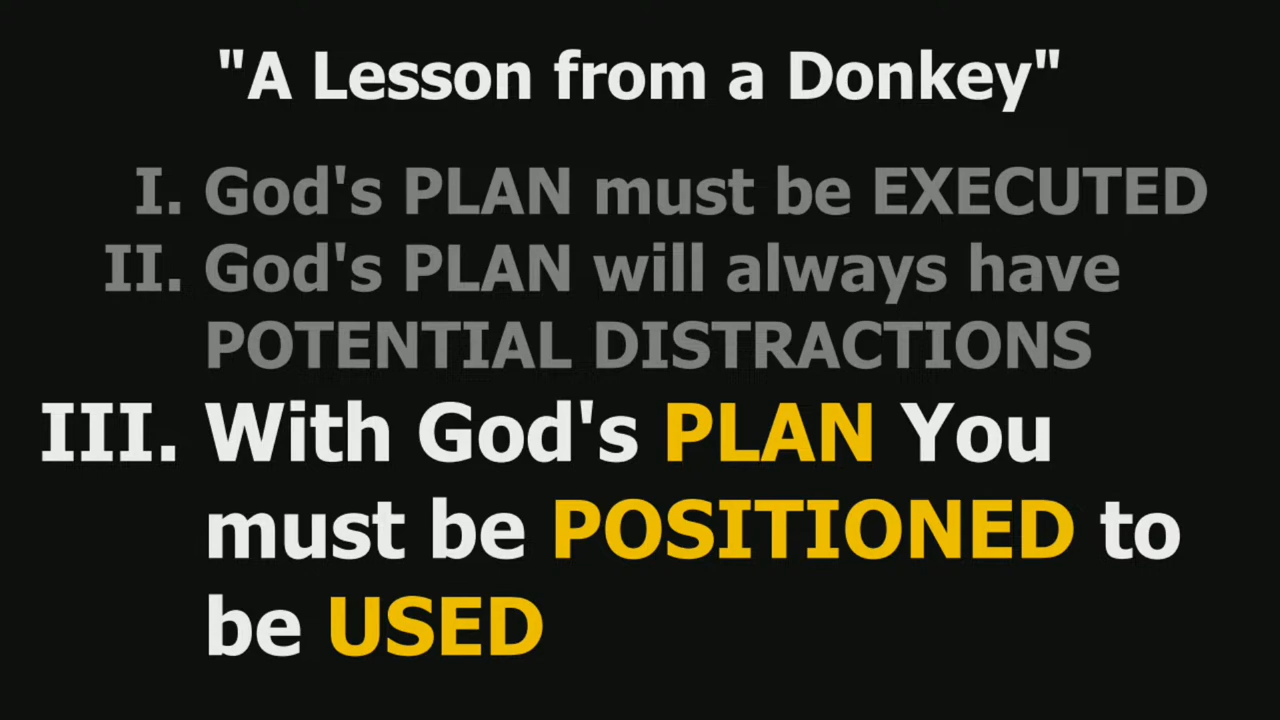 "A Lesson from a Donkey"
I. God's PLAN must be EXECUTED
II. God's PLAN will always have
POTENTIAL DISTRACTIONS
III. With God's PLAN You
must be POSITIONED to
be USED